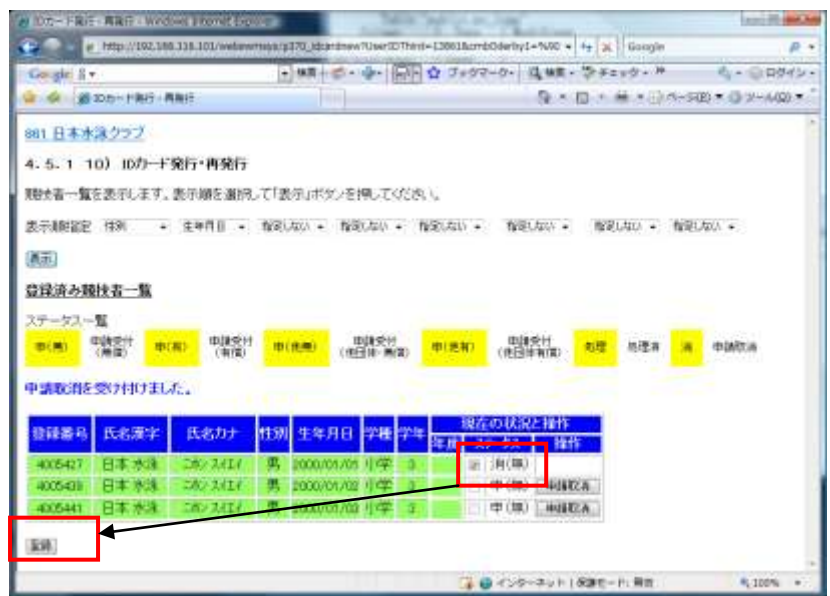 IDカード発行・再発行 - Windows Internet Explorer
Google
Google
IDカード発行・再発行
861 日本水泳クラブ
4．5．1 10） IDカード発行・再発行
競技者一覧を表示します。表示順を選択して「表示」ボタンを押してください。
表示順設定 性別 生年月日 指定しない 指定しない 指定しない 指定しない 指定しない 指定しない
表示
登録済み競技者一覧
ステータス一覧
申(無) 申請受付(無償) 申(有) 申請受付(有償) 申(他無) 申請受付(他団体・無償) 申(他有) 申請受付(他団体有償) 処理 処理済 消 申請取消
申請取消を受け付けました。
登録番号 氏名漢字 氏名カナ 性別 生年月日 学種 学年 現在の状況と操作
年度 ステータス 操作
4005427 日本 水泳 ニホン スイエイ 男 2000/01/01 小学 3 消(無)
日本 水泳 ニホン スイエイ 男 2000/01/02 小学 3 申(無) 申請取消
4005441 日本 水泳 ニホン スイエイ 男 2000/01/03 小学 3 申(無) 申請取消
登録
インターネット | 保護モード: 無効 100%